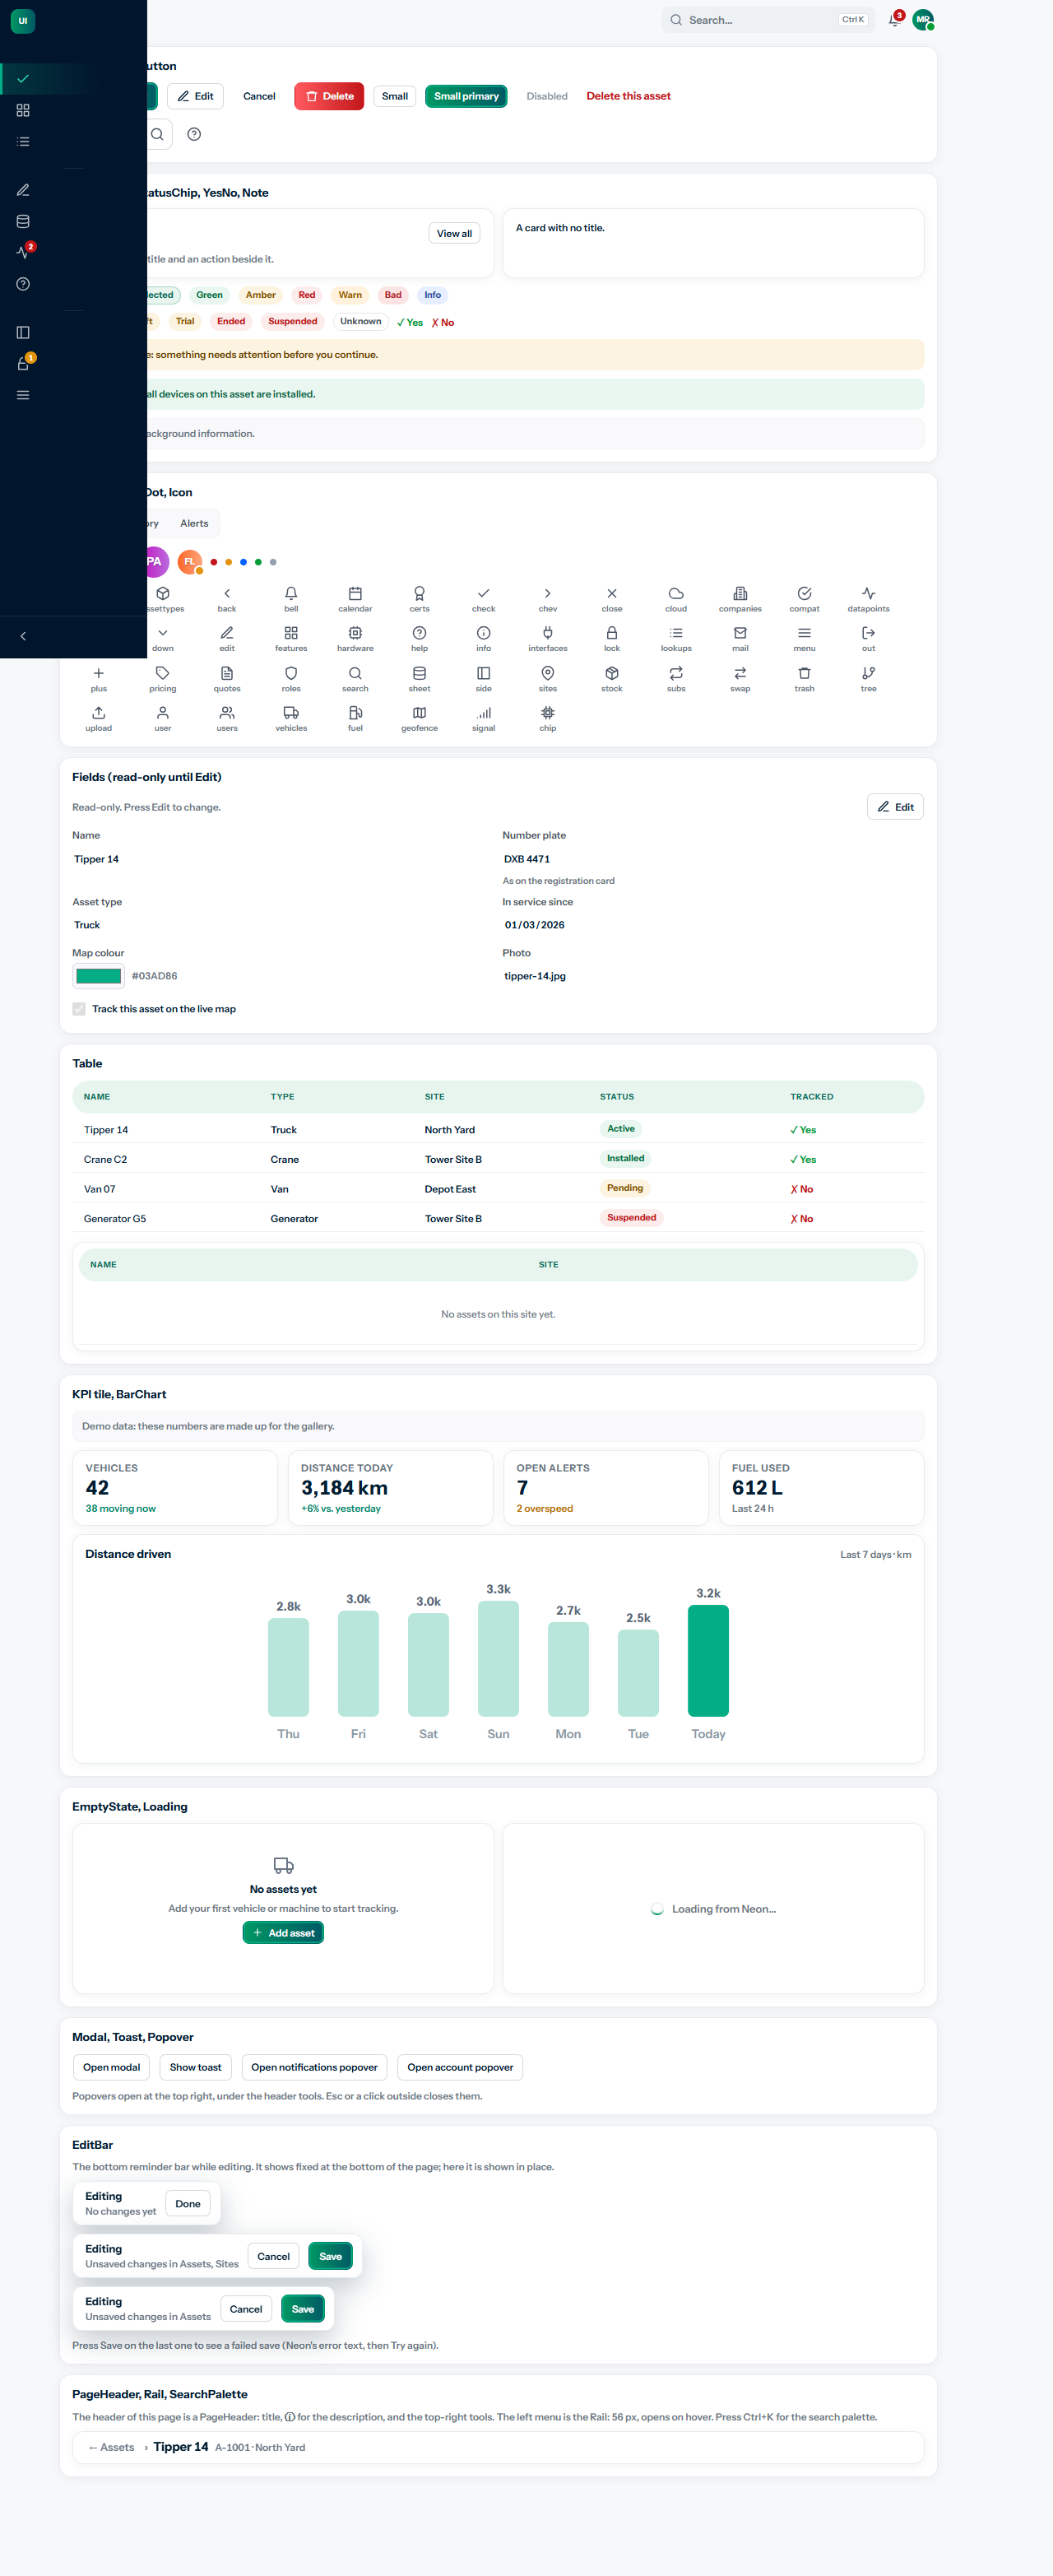 UI
Search...
Ctrl K
3
MR
utton
Edit
Cancel
Delete
Small
Small primary
Disabled
Delete this asset
2
1
tatusChip, YesNo, Note
View all
title and an action beside it.
A card with no title.
lected
Green
Amber
Red
Warn
Bad
Info
ft
Trial
Ended
Suspended
Unknown
✓ Yes
✗ No
e: something needs attention before you continue.
all devices on this asset are installed.
ackground information.
Dot, Icon
ory
Alerts
PA
FL
ssettypes
back
bell
calendar
certs
check
chev
close
cloud
companies
compat
datapoints
down
edit
features
hardware
help
info
interfaces
lock
lookups
mail
menu
out
plus
pricing
quotes
roles
search
sheet
side
sites
stock
subs
swap
trash
tree
upload
user
users
vehicles
fuel
geofence
signal
chip
Fields (read-only until Edit)
Read-only. Press Edit to change.
Edit
Name
Number plate
Tipper 14
DXB 4471
As on the registration card
Asset type
In service since
Truck
01/03/2026
Map colour
Photo
#03AD86
tipper-14.jpg
Track this asset on the live map
Table
NAME TYPE SITE STATUS TRACKED
Tipper 14 Truck North Yard Active ✓ Yes
Crane C2 Crane Tower Site B Installed ✓ Yes
Van 07 Van Depot East Pending ✗ No
Generator G5 Generator Tower Site B Suspended ✗ No
NAME SITE
No assets on this site yet.
KPI tile, BarChart
Demo data: these numbers are made up for the gallery.
VEHICLES
42
38 moving now
DISTANCE TODAY
3,184 km
+6% vs. yesterday
OPEN ALERTS
7
2 overspeed
FUEL USED
612 L
Last 24 h
Distance driven
Last 7 days · km
2.8k
3.0k
3.0k
3.3k
2.7k
2.5k
3.2k
Thu
Fri
Sat
Sun
Mon
Tue
Today
EmptyState, Loading
No assets yet
Add your first vehicle or machine to start tracking.
+ Add asset
Loading from Neon...
Modal, Toast, Popover
Open modal
Show toast
Open notifications popover
Open account popover
Popovers open at the top right, under the header tools. Esc or a click outside closes them.
EditBar
The bottom reminder bar while editing. It shows fixed at the bottom of the page; here it is shown in place.
Editing
No changes yet
Done
Editing
Unsaved changes in Assets, Sites
Cancel
Save
Editing
Unsaved changes in Assets
Cancel
Save
Press Save on the last one to see a failed save (Neon's error text, then Try again).
PageHeader, Rail, SearchPalette
The header of this page is a PageHeader: title, ⓘ for the description, and the top-right tools. The left menu is the Rail: 56 px, opens on hover. Press Ctrl+K for the search palette.
← Assets › Tipper 14 A-1001 · North Yard